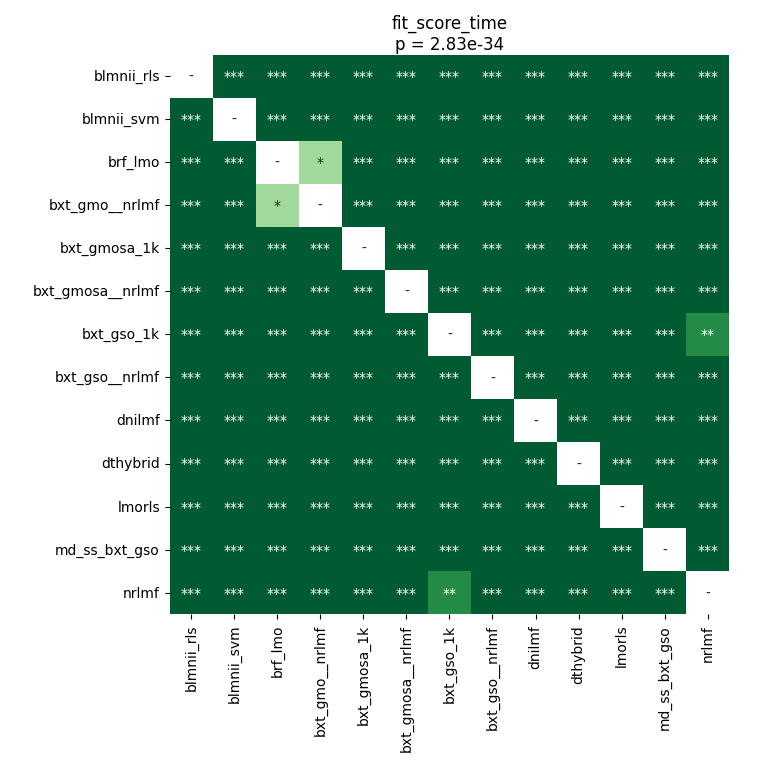 fit_score_time
p = 2.83e-34
blmnii_rls - *** *** *** *** *** *** *** *** *** *** *** ***
blmnii_svm *** - *** *** *** *** *** *** *** *** *** *** ***
brf_lmo *** *** - * *** *** *** *** *** *** *** *** ***
bxt_gmo__nrlmf *** *** * - *** *** *** *** *** *** *** *** ***
bxt_gmosa_1k *** *** *** *** - *** *** *** *** *** *** *** ***
bxt_gmosa__nrlmf *** *** *** *** *** - *** *** *** *** *** *** ***
bxt_gso_1k *** *** *** *** *** *** - *** *** *** *** *** **
bxt_gso__nrlmf *** *** *** *** *** *** *** - *** *** *** *** ***
dnilmf *** *** *** *** *** *** *** *** - *** *** *** ***
dthybrid *** *** *** *** *** *** *** *** *** - *** *** ***
lmorls *** *** *** *** *** *** *** *** *** *** - *** ***
md_ss_bxt_gso *** *** *** *** *** *** *** *** *** *** *** - ***
nrlmf *** *** *** *** *** *** ** *** *** *** *** *** -
blmnii_rls
blmnii_svm
brf_lmo
bxt_gmo__nrlmf
bxt_gmosa_1k
bxt_gmosa__nrlmf
bxt_gso_1k
bxt_gso__nrlmf
dnilmf
dthybrid
lmorls
md_ss_bxt_gso
nrlmf